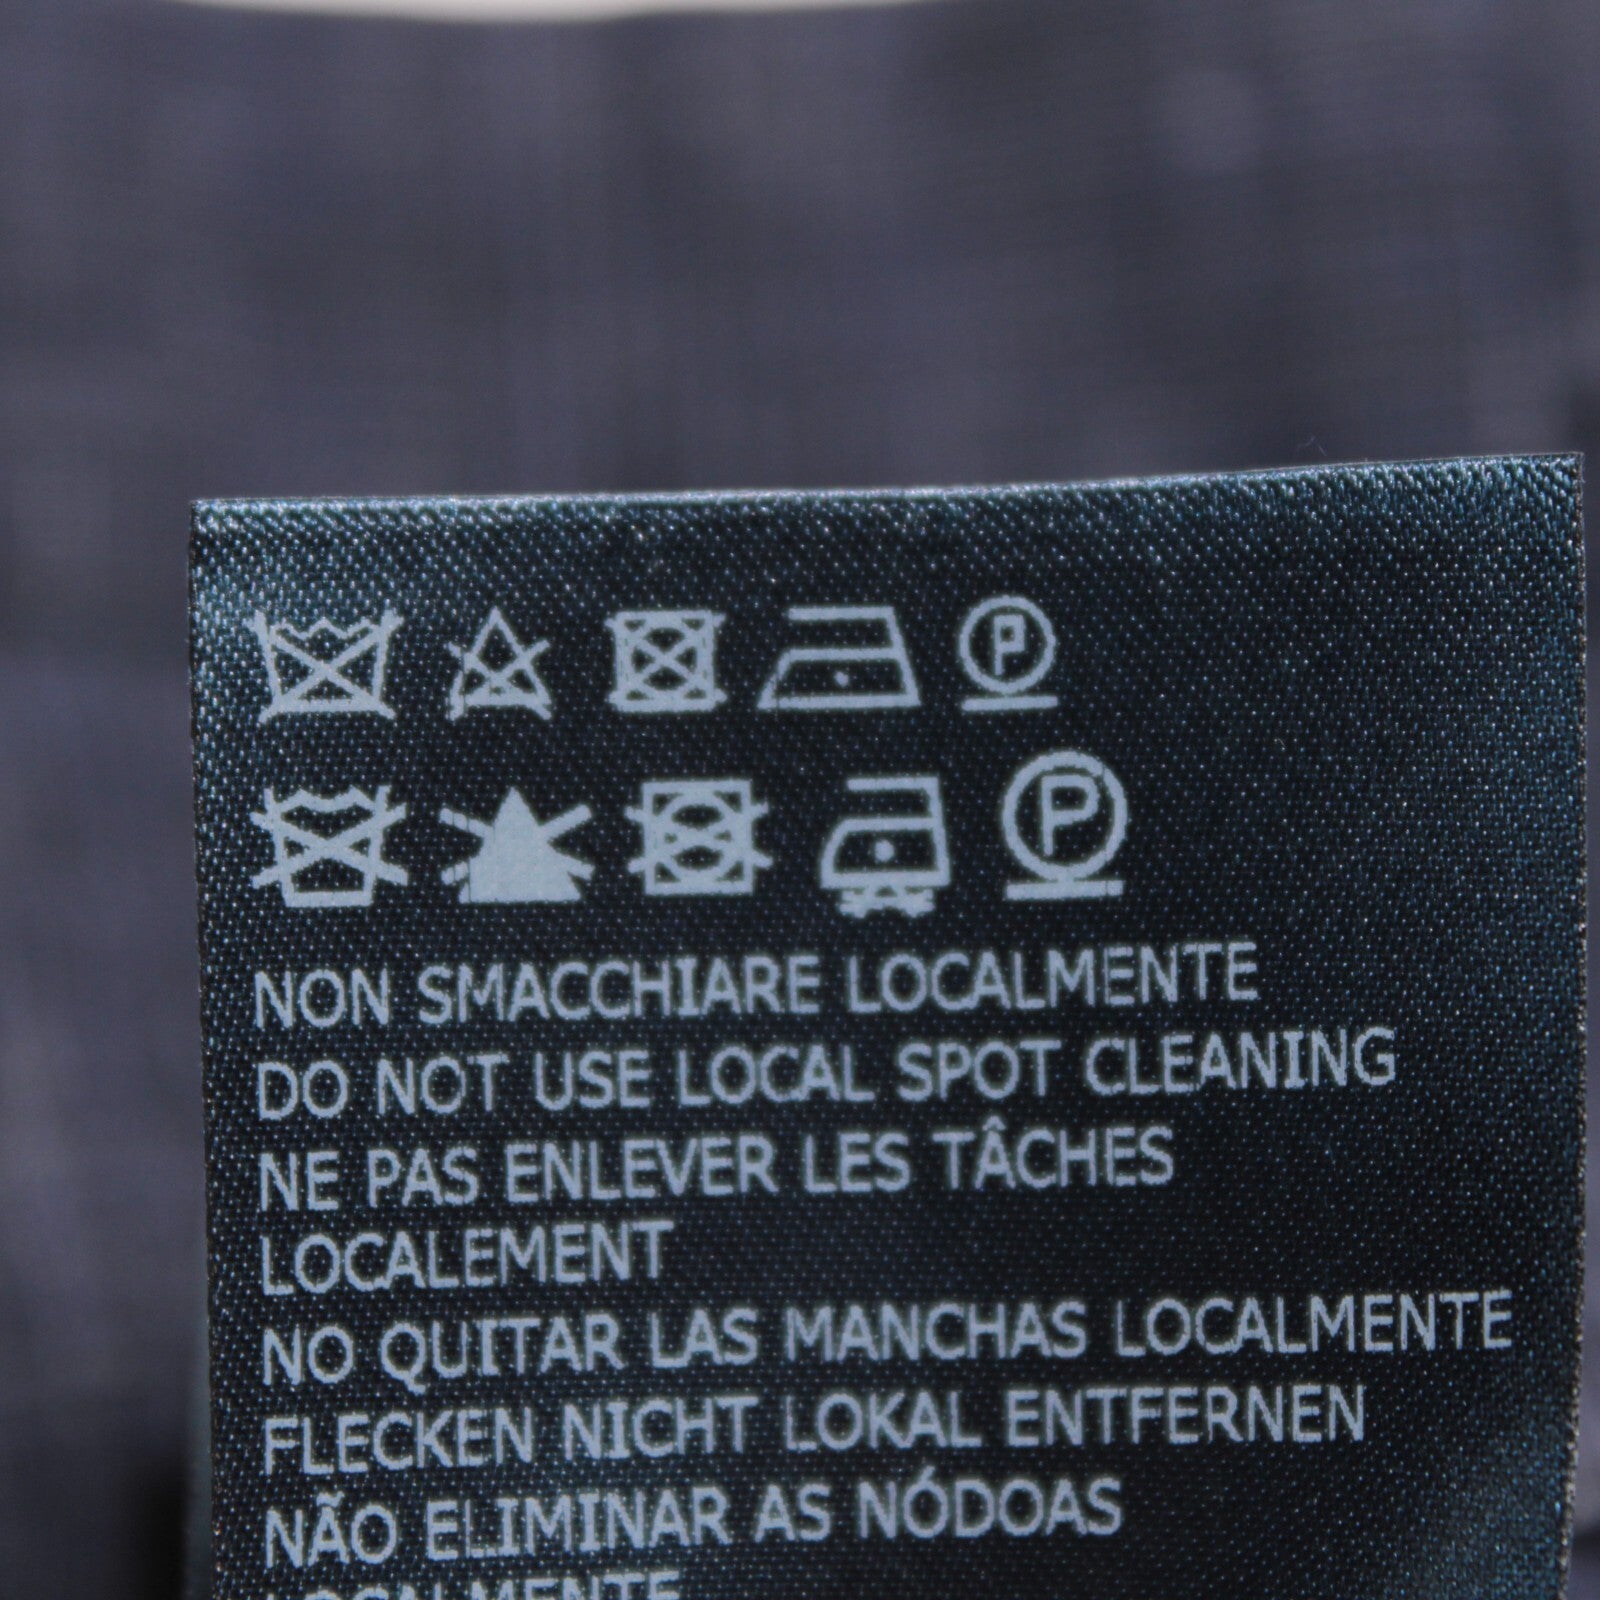 P
P
NON SMACCHIARE LOCALMENTE
DO NOT USE LOCAL SPOT CLEANING
NE PAS ENLEVER LES TÂCHES
LOCALEMENT
NO QUITAR LAS MANCHAS LOCALMENTE
FLECKEN NICHT LOKAL ENTFERNEN
NÃO ELIMINAR AS NÓDOAS
LOCALMENTE